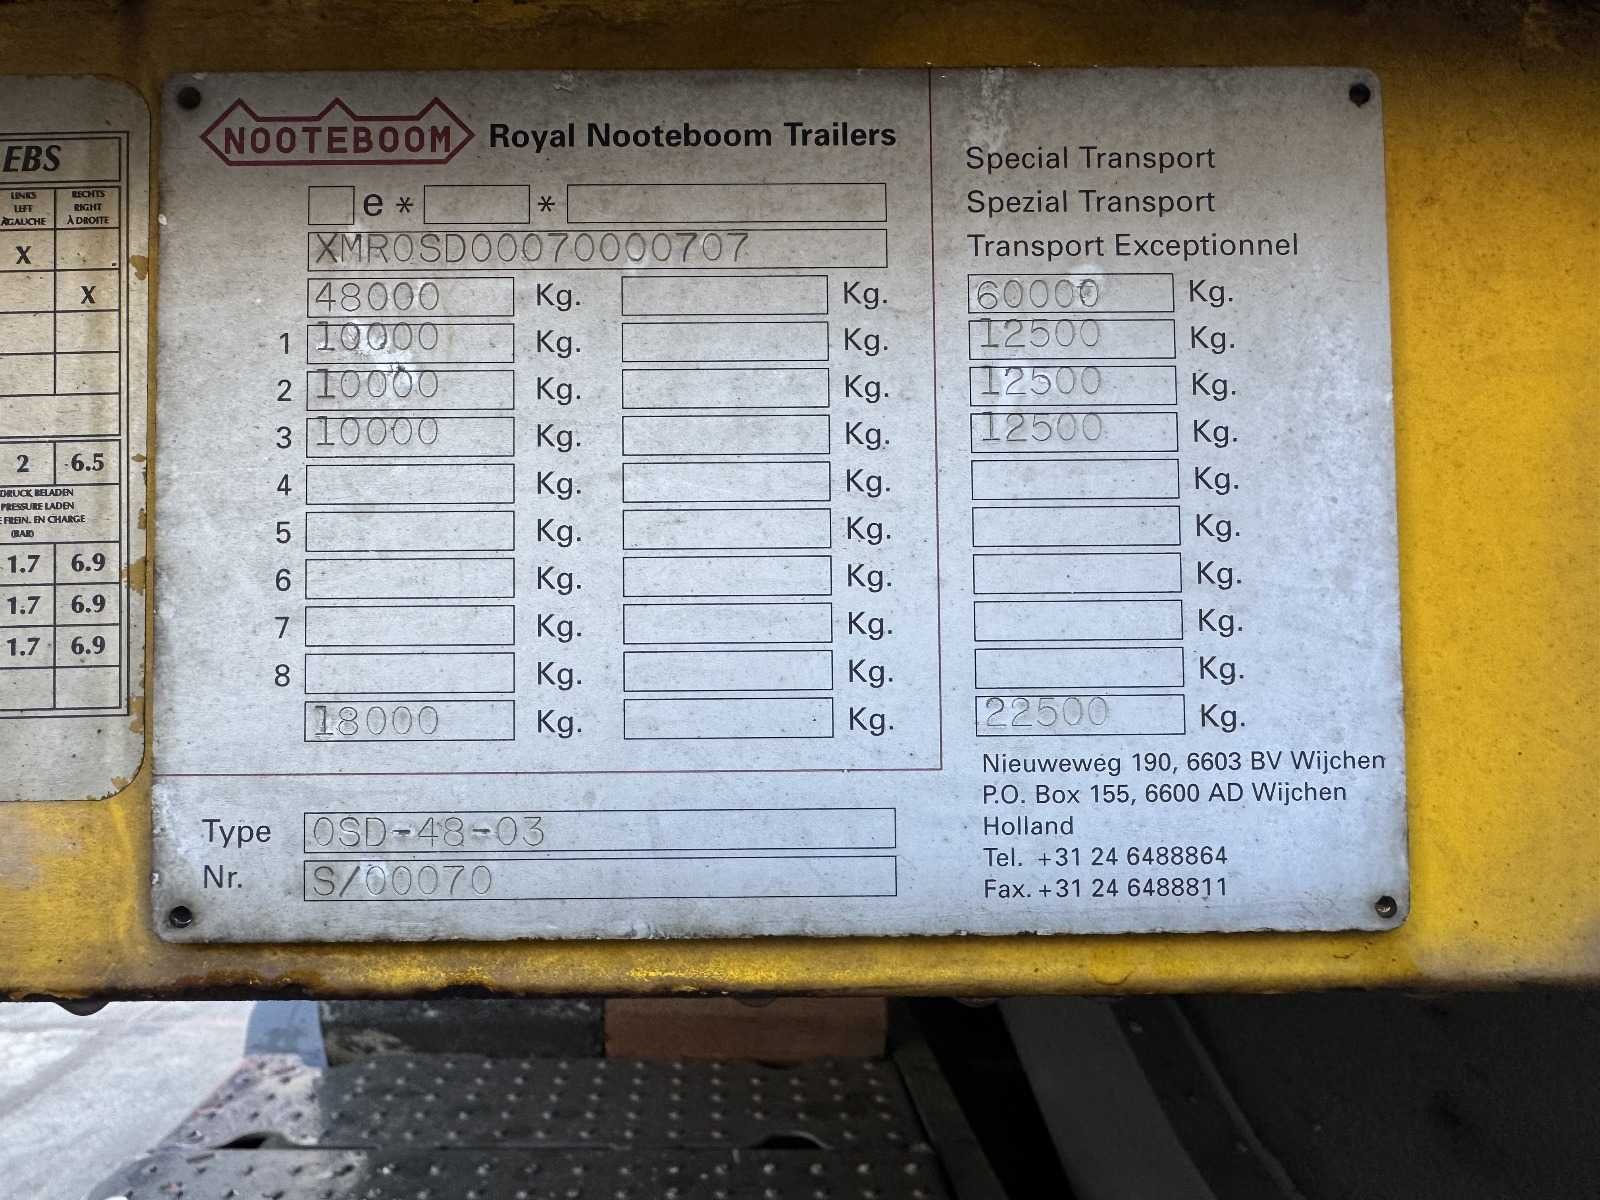 EBS
LINKS LEFT ÀGAUCHE
RECHTS RIGHT À DROITE
X
X
2 6.5
DRUCK BELADEN
PRESSURE LADEN
FREIN. EN CHARGE
(BAR)
1.7 6.9
1.7 6.9
1.7 6.9
NOOTEBOOM Royal Nooteboom Trailers
e * *
XMR0SD00070000707
48000 Kg. Kg.
1 10000 Kg. Kg.
2 10000 Kg. Kg.
3 10000 Kg. Kg.
4 Kg. Kg.
5 Kg. Kg.
6 Kg. Kg.
7 Kg. Kg.
8 Kg. Kg.
18000 Kg. Kg.
Type OSD-48-03
Nr. S/00070
Special Transport
Spezial Transport
Transport Exceptionnel
60000 Kg.
12500 Kg.
12500 Kg.
12500 Kg.
Kg.
Kg.
Kg.
Kg.
Kg.
22500 Kg.
Nieuweweg 190, 6603 BV Wijchen
P.O. Box 155, 6600 AD Wijchen
Holland
Tel. +31 24 6488864
Fax. +31 24 6488811